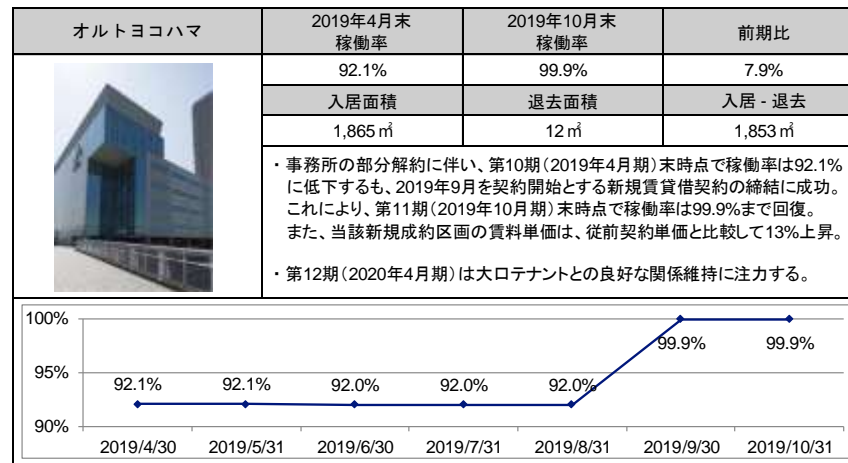 オルトヨコハマ
2019年4月末
稼働率
2019年10月末
稼働率
前期比
92.1%
99.9%
7.9%
入居面積
退去面積
入居 - 退去
1,865㎡
12㎡
1,853㎡
・事務所の部分解約に伴い、第10期（2019年4月期）末時点で稼働率は92.1%
に低下するも、2019年9月を契約開始とする新規賃貸借契約の締結に成功。
これにより、第11期（2019年10月期）末時点で稼働率は99.9%まで回復。
また、当該新規成約区画の賃料単価は、従前契約単価と比較して13%上昇。
・第12期（2020年4月期）は大口テナントとの良好な関係維持に注力する。
100%
95%
90%
92.1%
92.1%
92.0%
92.0%
92.0%
99.9%
99.9%
2019/4/30
2019/5/31
2019/6/30
2019/7/31
2019/8/31
2019/9/30
2019/10/31